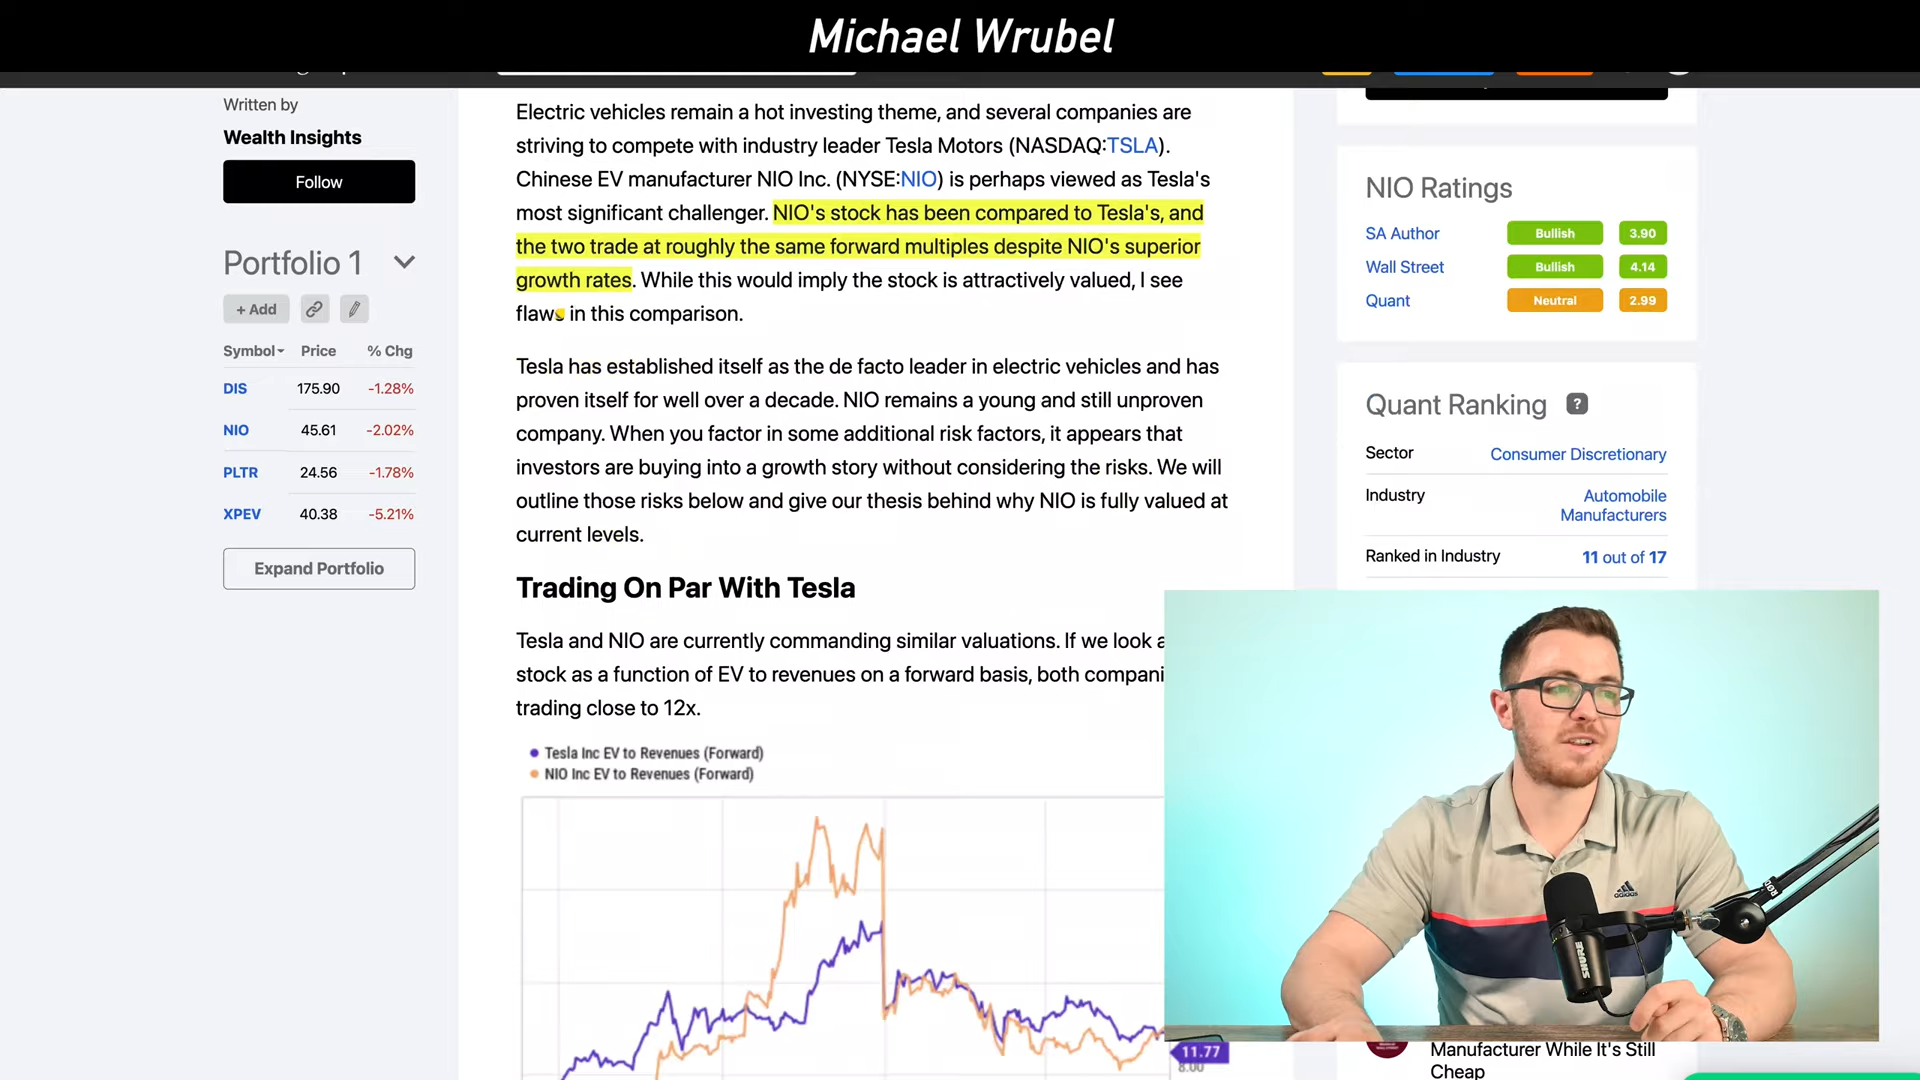 Michael Wrubel
Written by
Wealth Insights
Follow
Portfolio 1
+ Add
Symbol Price % Chg
DIS 175.90 -1.28%
NIO 45.61 -2.02%
PLTR 24.56 -1.78%
XPEV 40.38 -5.21%
Expand Portfolio
Electric vehicles remain a hot investing theme, and several companies are
striving to compete with industry leader Tesla Motors (NASDAQ:TSLA).
Chinese EV manufacturer NIO Inc. (NYSE:NIO) is perhaps viewed as Tesla's
most significant challenger. NIO's stock has been compared to Tesla's, and
the two trade at roughly the same forward multiples despite NIO's superior
growth rates. While this would imply the stock is attractively valued, I see
flaws in this comparison.
Tesla has established itself as the de facto leader in electric vehicles and has
proven itself for well over a decade. NIO remains a young and still unproven
company. When you factor in some additional risk factors, it appears that
investors are buying into a growth story without considering the risks. We will
outline those risks below and give our thesis behind why NIO is fully valued at
current levels.
Trading On Par With Tesla
Tesla and NIO are currently commanding similar valuations. If we look
stock as a function of EV to revenues on a forward basis, both compani
trading close to 12x.
Tesla Inc EV to Revenues (Forward)
NIO Inc EV to Revenues (Forward)
11.77
8.00
NIO Ratings
SA Author Bullish 3.90
Wall Street Bullish 4.14
Quant Neutral 2.99
Quant Ranking ?
Sector Consumer Discretionary
Industry Automobile
Manufacturers
Ranked in Industry 11 out of 17
adidas
RØD
SHURE
Manufacturer While It's Still
Cheap